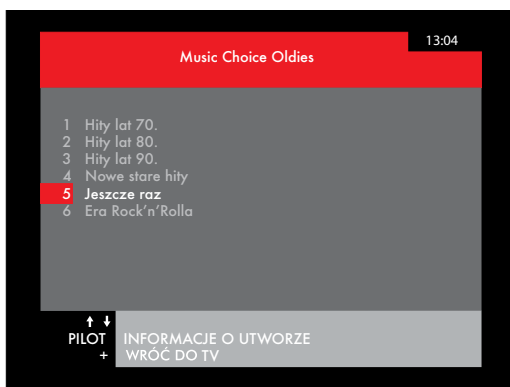 13:04
Music Choice Oldies
1 Hity lat 70.
2 Hity lat 80.
3 Hity lat 90.
4 Nowe stare hity
5 Jeszcze raz
6 Era Rock’n’Rolla
↑ ↓
PILOT INFORMACJE O UTWORZE
+ WRÓĆ DO TV